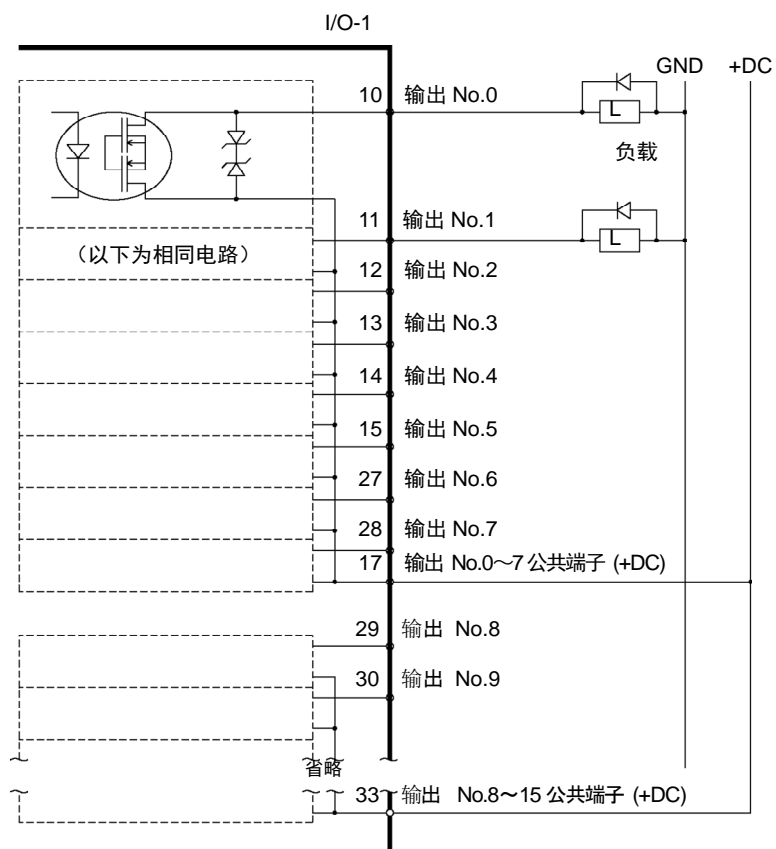 I/O-1
GND +DC
10 输出 No.0
L
负载
11 输出 No.1
L
（以下为相同电路）
12 输出 No.2
13 输出 No.3
14 输出 No.4
15 输出 No.5
27 输出 No.6
28 输出 No.7
17 输出 No.0～7 公共端子 (+DC)
29 输出 No.8
30 输出 No.9
省略
33 输出 No.8～15 公共端子 (+DC)